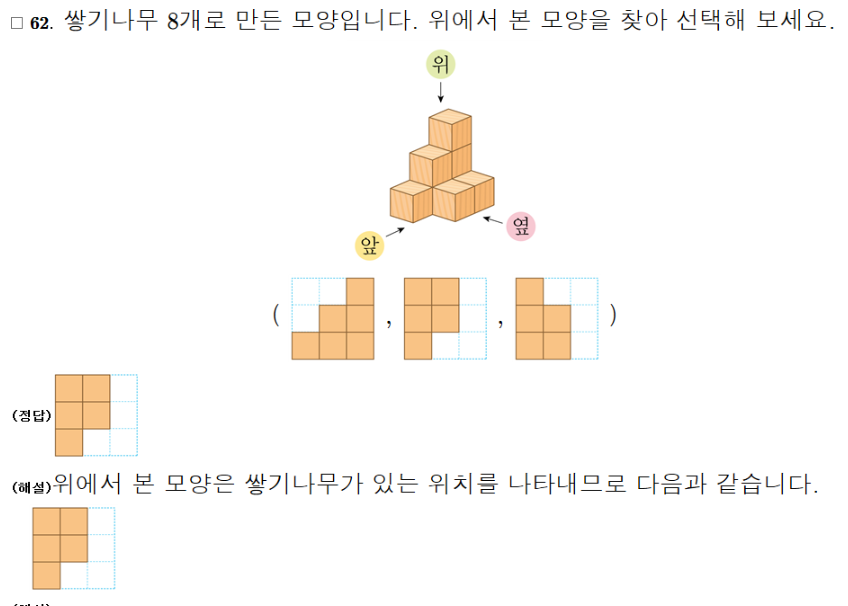 □ 62. 쌓기나무 8개로 만든 모양입니다. 위에서 본 모양을 찾아 선택해 보세요.
위
앞
옆
( , , )
(정답)
(해설)위에서 본 모양은 쌓기나무가 있는 위치를 나타내므로 다음과 같습니다.